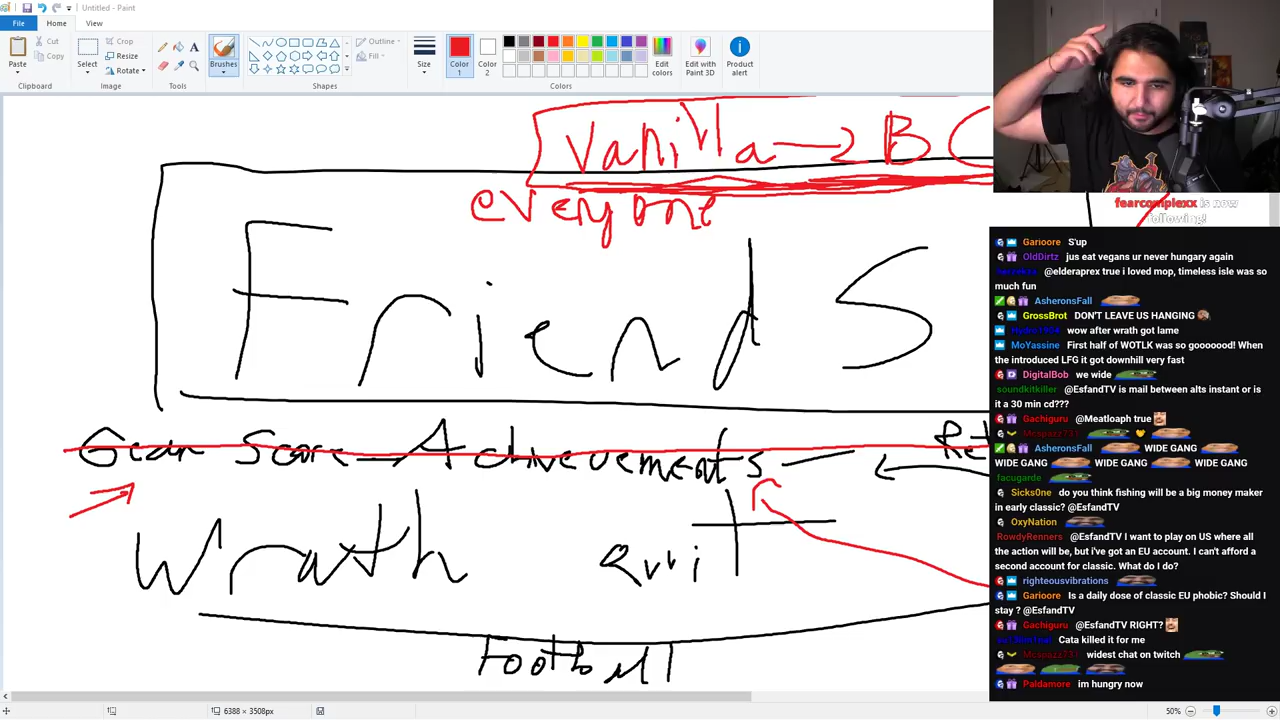 Untitled - Paint
File Home View
Paste
Cut
Copy
Clipboard
Select
Crop
Resize
Rotate
Image
Tools
Brushes
Shapes
Outline
Fill
Size
Color 1
Color 2
Colors
Edit colors
Edit with Paint 3D
Product alert
Vanilla → B C
everyone
Friends
Gear Score Achievements
Wrath
Football
fearcomplexx is now following!
Garioore S'up
OldDirtz jus eat vegans ur never hungry again
@elderaprex true i loved mop, timeless isle was so
much fun
AsheronsFall
GrossBrot DON'T LEAVE US HANGING
wow after wrath got lame
MoYassine First half of WOTLK was so gooooood! When
the introduced LFG it got downhill very fast
DigitalBob we wide
soundkitkiller @EsfandTV is mail between alts instant or is
it a 30 min cd???
Gachiguru @Meatloaph true
AsheronsFall WIDE GANG
WIDE GANG WIDE GANG WIDE GANG
facugarde
Sicks0ne do you think fishing will be a big money maker
in early classic? @EsfandTV
OxyNation
RowdyRenners @EsfandTV I want to play on US where all
the action will be, but i've got an EU account. I can't afford a
second account for classic. What do I do?
righteousvibrations
Garioore Is a daily dose of classic EU phobic? Should I
stay ? @EsfandTV
Gachiguru @EsfandTV RIGHT?
Cata killed it for me
widest chat on twitch
Paldamore im hungry now
6388 × 3508px
50%